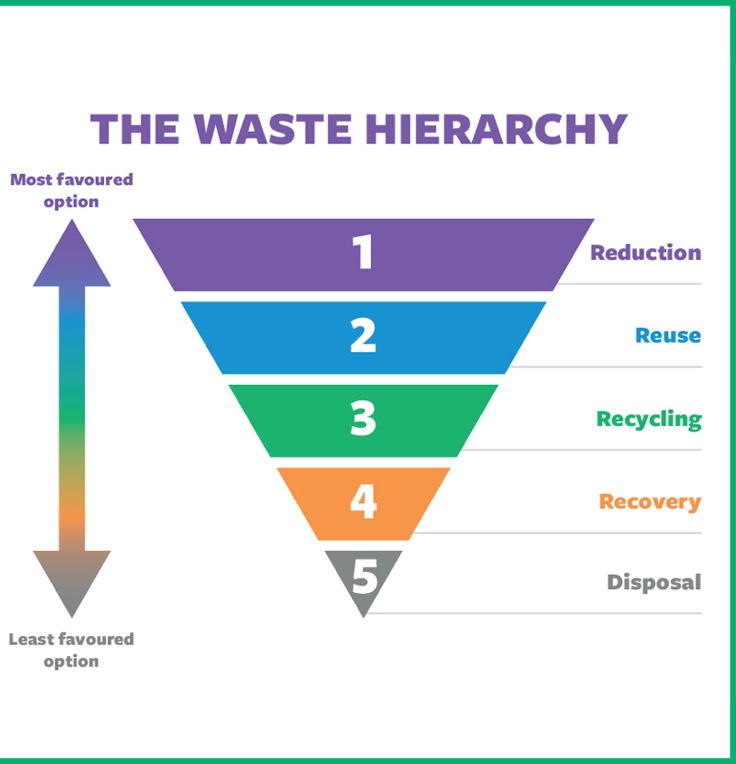 THE WASTE HIERARCHY
Most favoured
option
1
Reduction
2
Reuse
3
Recycling
4
Recovery
5
Disposal
Least favoured
option